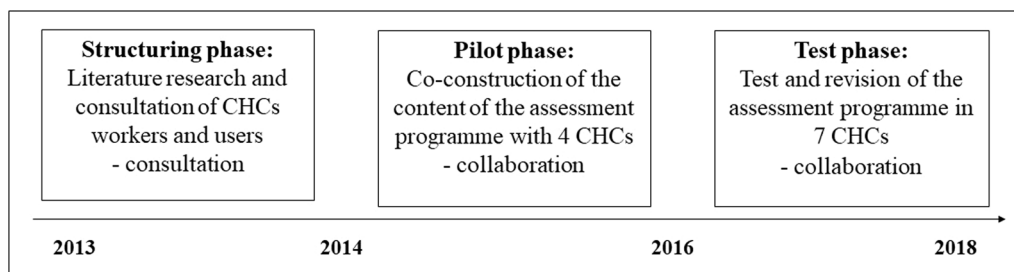 Structuring phase:
Literature research and
consultation of CHCs
workers and users
- consultation
Pilot phase:
Co-construction of the
content of the assessment
programme with 4 CHCs
- collaboration
Test phase:
Test and revision of the
assessment programme in
7 CHCs
- collaboration
2013
2014
2016
2018